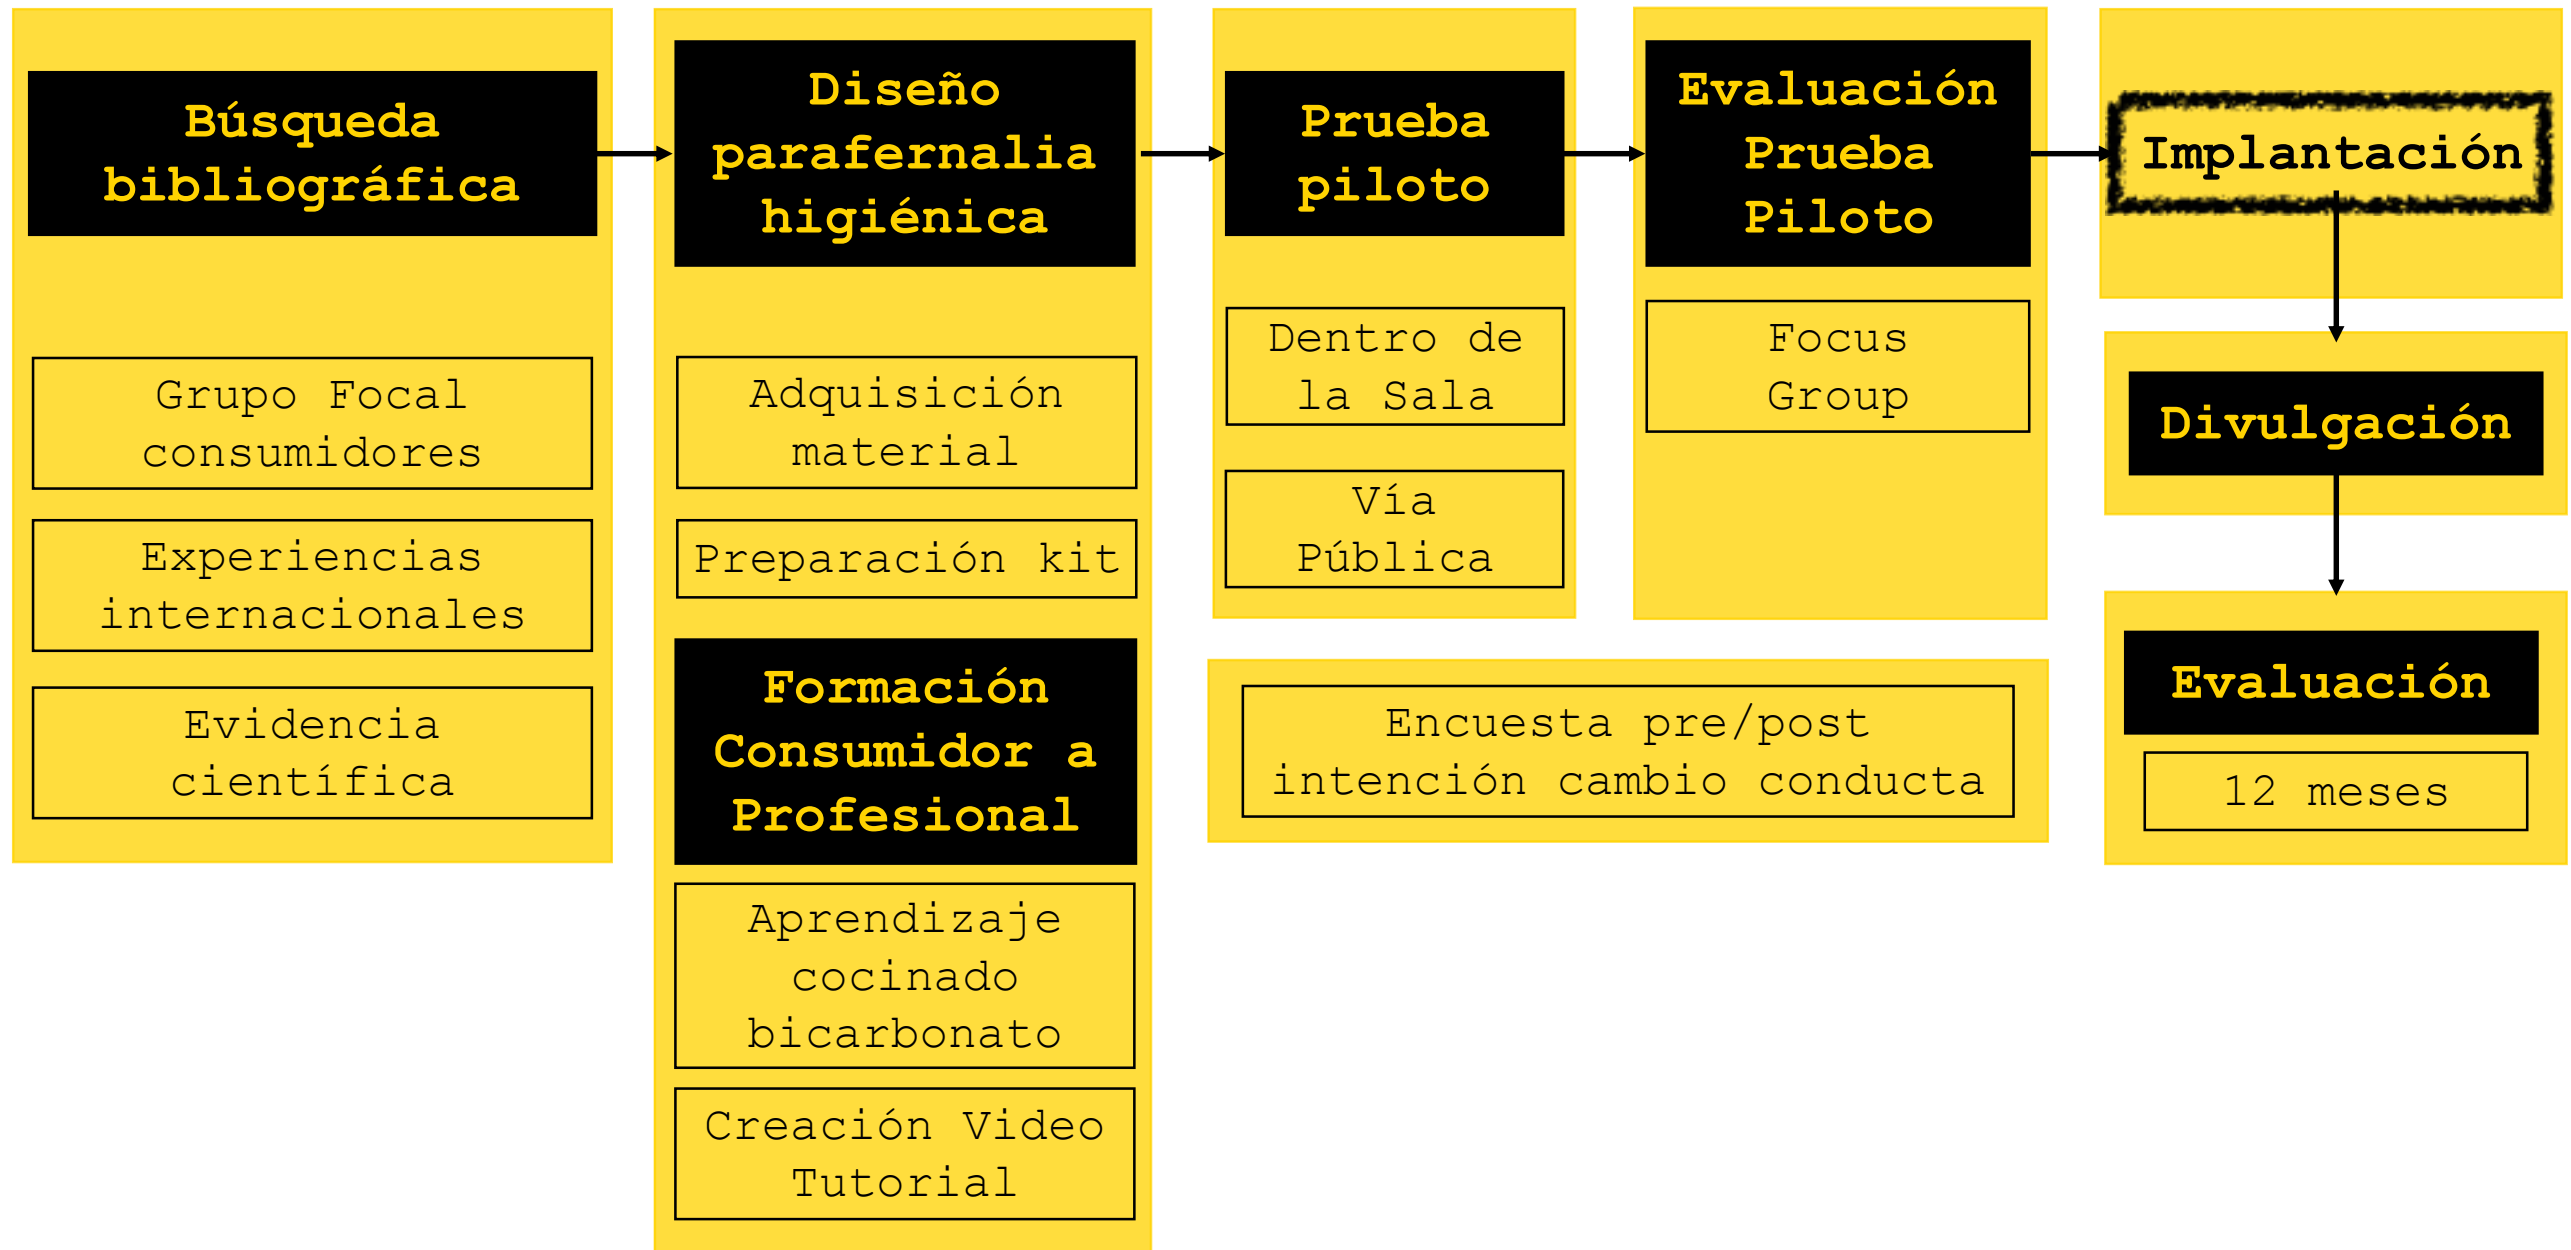 Búsqueda
bibliográfica
Grupo Focal
consumidores
Experiencias
internacionales
Evidencia
científica
Diseño
parafernalia
higiénica
Adquisición
material
Preparación kit
Formación
Consumidor a
Profesional
Aprendizaje
cocinado
bicarbonato
Creación Video
Tutorial
Prueba
piloto
Dentro de
la Sala
Vía
Pública
Evaluación
Prueba
Piloto
Focus
Group
Encuesta pre/post
intención cambio conducta
Implantación
Divulgación
Evaluación
12 meses